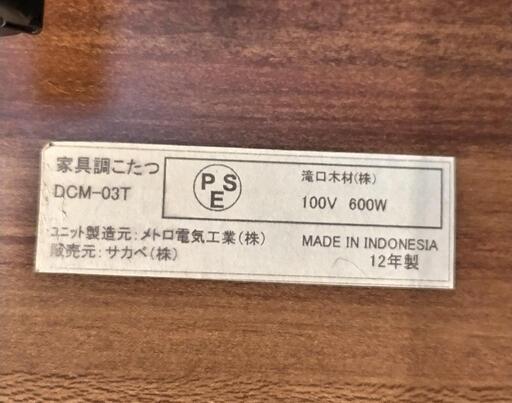 家具調こたつ
DCM-03T
PSE
滝口木材(株)
100V 600W
ユニット製造元:メトロ電気工業(株)
MADE IN INDONESIA
販売元:サカベ(株)
12年製